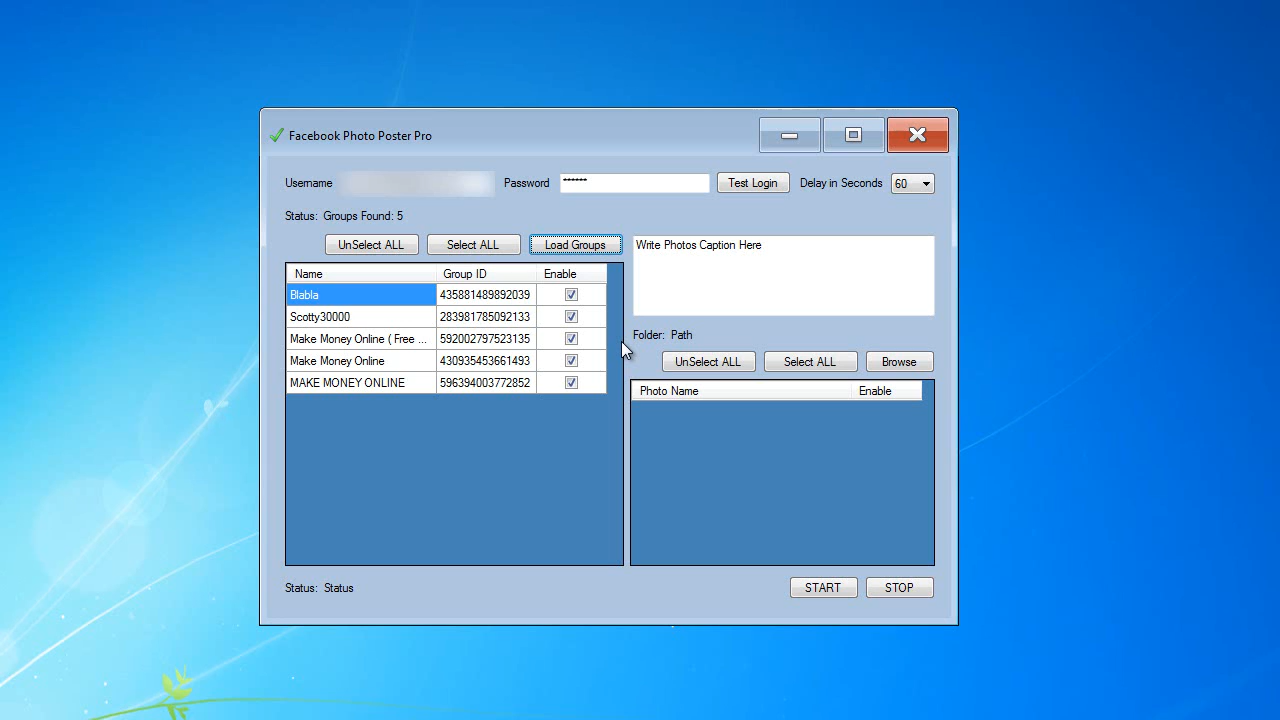 Facebook Photo Poster Pro
Username Password ****** Test Login Delay in Seconds 60
Status: Groups Found: 5
UnSelect ALL Select ALL Load Groups
Write Photos Caption Here
Name Group ID Enable
Blabla 435881489892039
Scotty30000 283981785092133
Make Money Online ( Free ... 592002797523135
Make Money Online 430935453661493
MAKE MONEY ONLINE 596394003772852
Folder: Path
UnSelect ALL Select ALL Browse
Photo Name Enable
Status: Status
START STOP